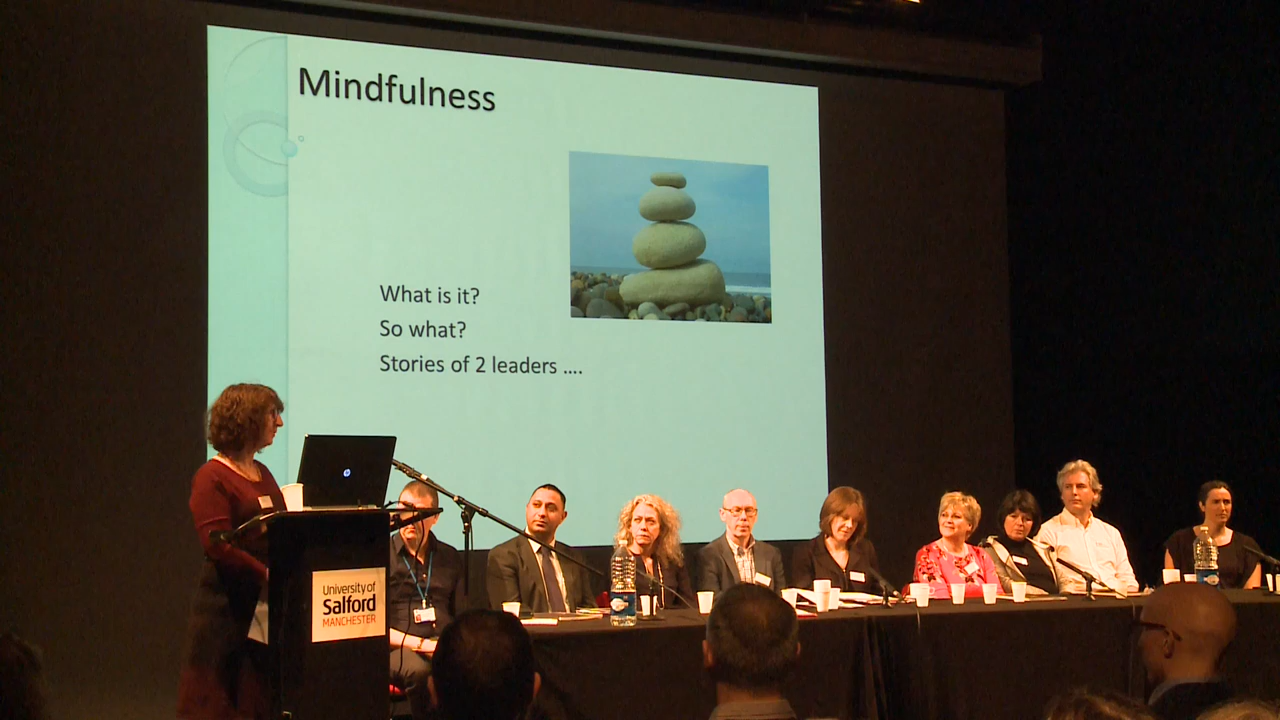 Mindfulness
What is it?
So what?
Stories of 2 leaders ....
University of
Salford
MANCHESTER